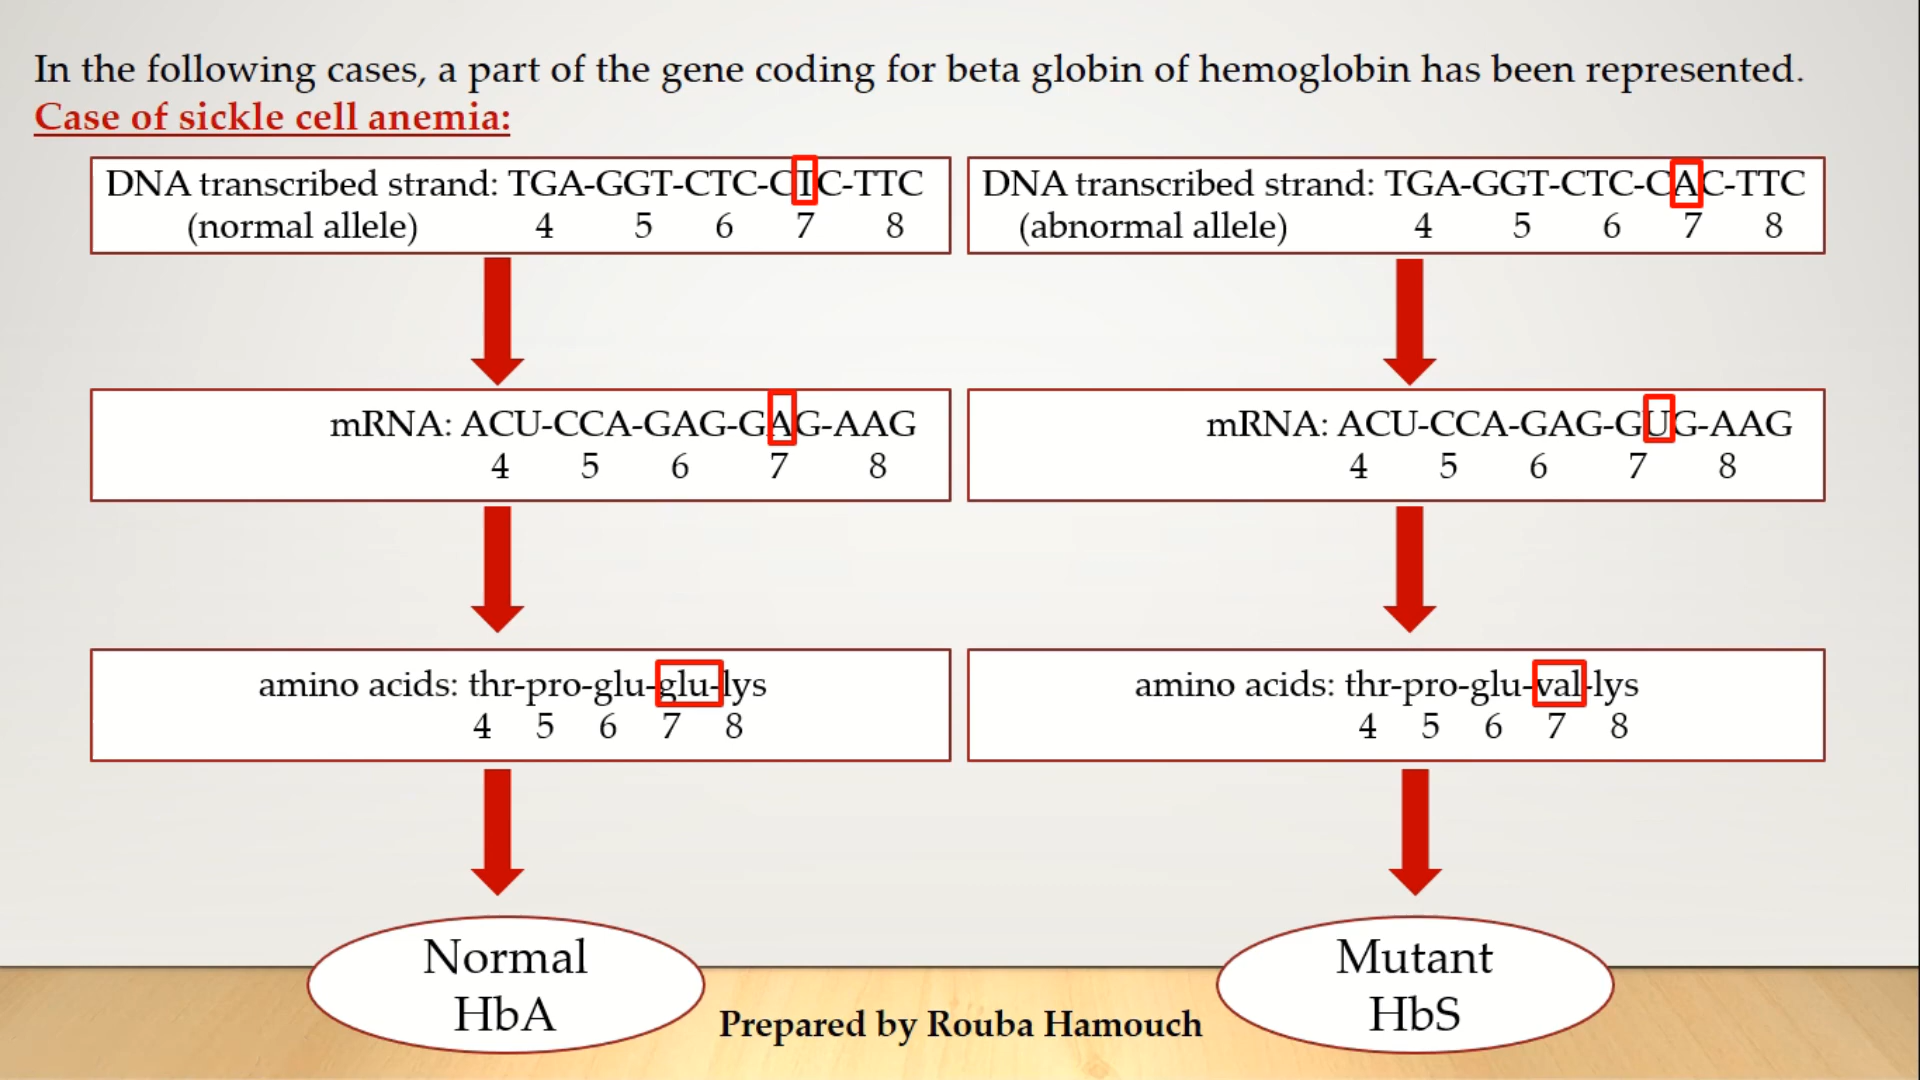 In the following cases, a part of the gene coding for beta globin of hemoglobin has been represented.
Case of sickle cell anemia:
DNA transcribed strand: TGA-GGT-CTC-CTC-TTC
(normal allele) 4 5 6 7 8
DNA transcribed strand: TGA-GGT-CTC-CAC-TTC
(abnormal allele) 4 5 6 7 8
mRNA: ACU-CCA-GAG-GAG-AAG
4 5 6 7 8
mRNA: ACU-CCA-GAG-GUG-AAG
4 5 6 7 8
amino acids: thr-pro-glu-glu-lys
4 5 6 7 8
amino acids: thr-pro-glu-val-lys
4 5 6 7 8
Normal
HbA
Mutant
HbS
Prepared by Rouba Hamouch